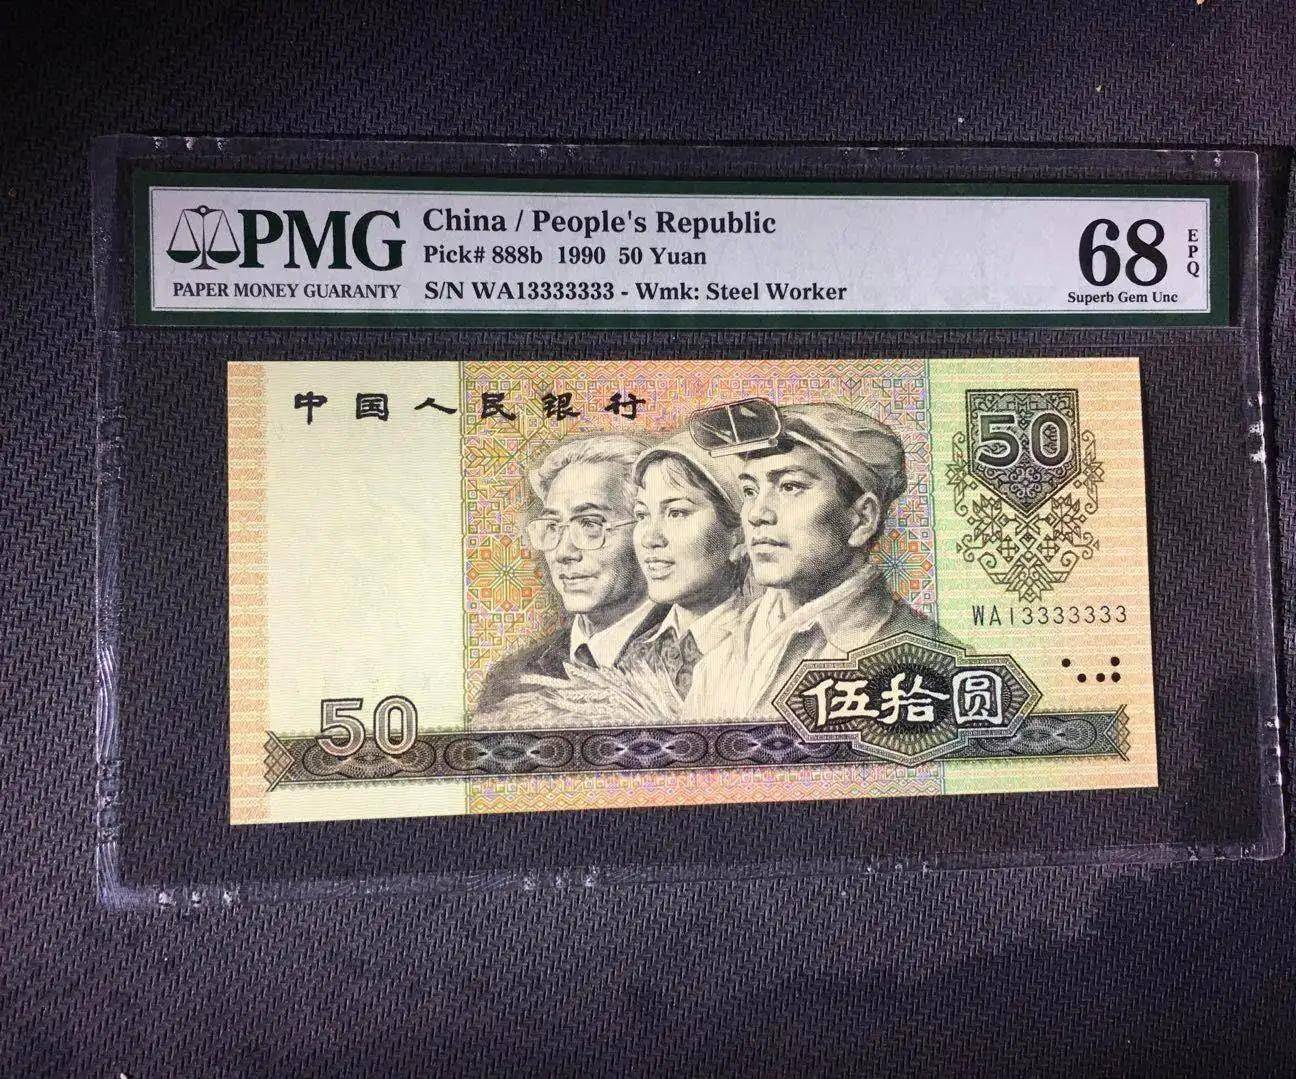 PMG
PAPER MONEY GUARANTY
China / People's Republic
Pick# 888b 1990 50 Yuan
S/N WA13333333 - Wmk: Steel Worker
68
EPQ
Superb Gem Unc
中国人民银行
50
WA13333333
伍拾圆
50